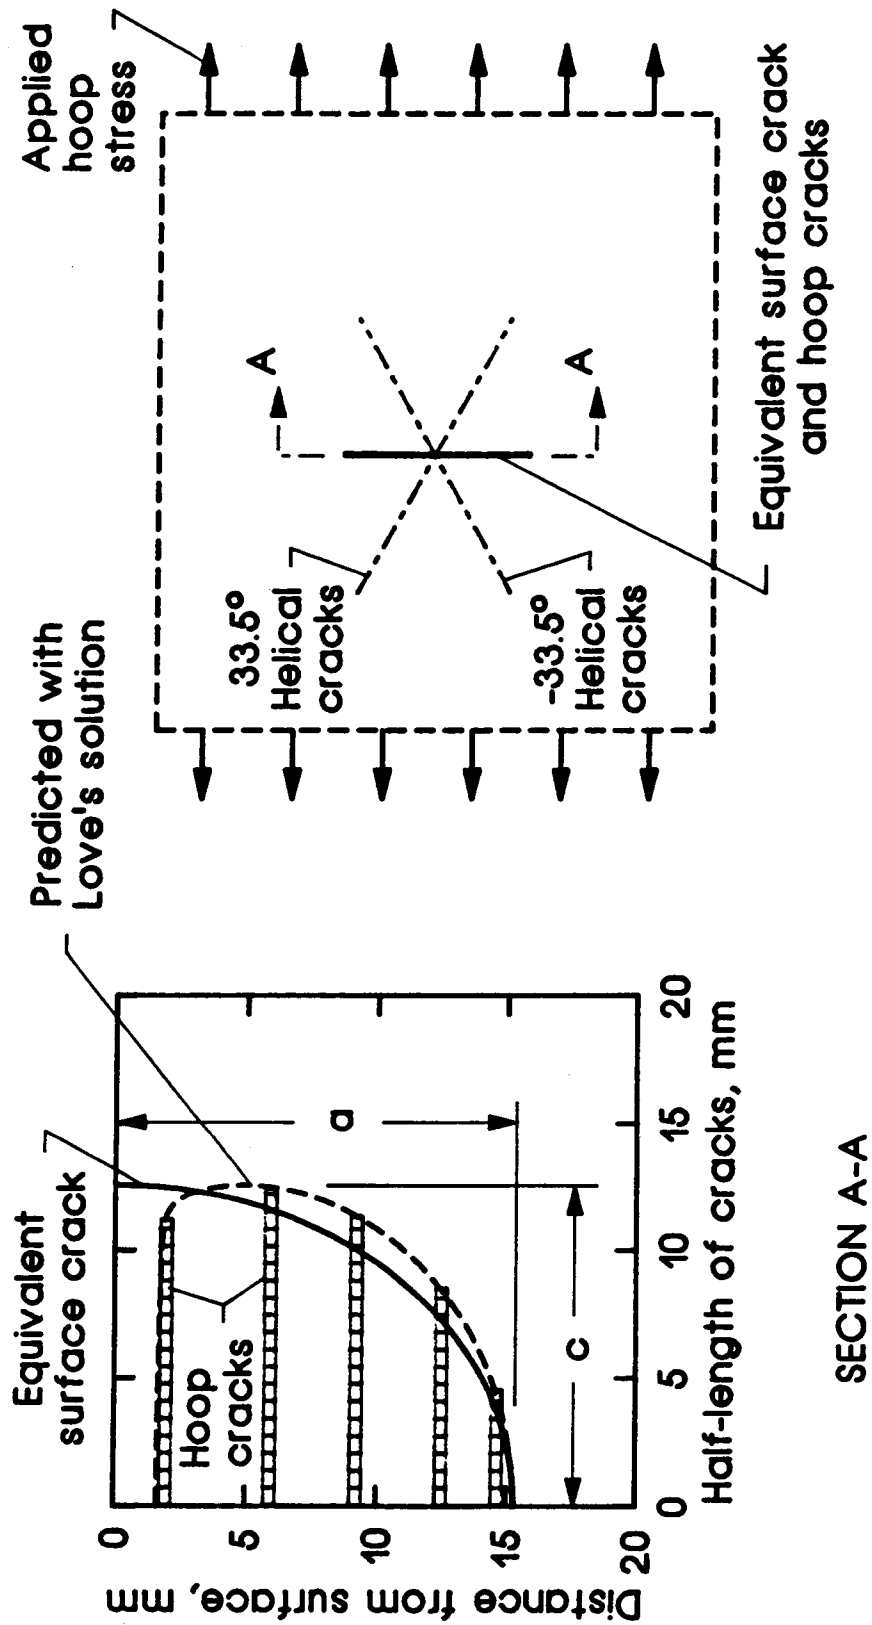 Equivalent
surface crack
Predicted with
Love's solution
Hoop
cracks
a
c
0
5
10
15
20
Distance from surface, mm
0
5
10
15
20
Half-length of cracks, mm
SECTION A-A
Applied
hoop
stress
33.5°
Helical
cracks
A
A
-33.5°
Helical
cracks
Equivalent surface crack
and hoop cracks